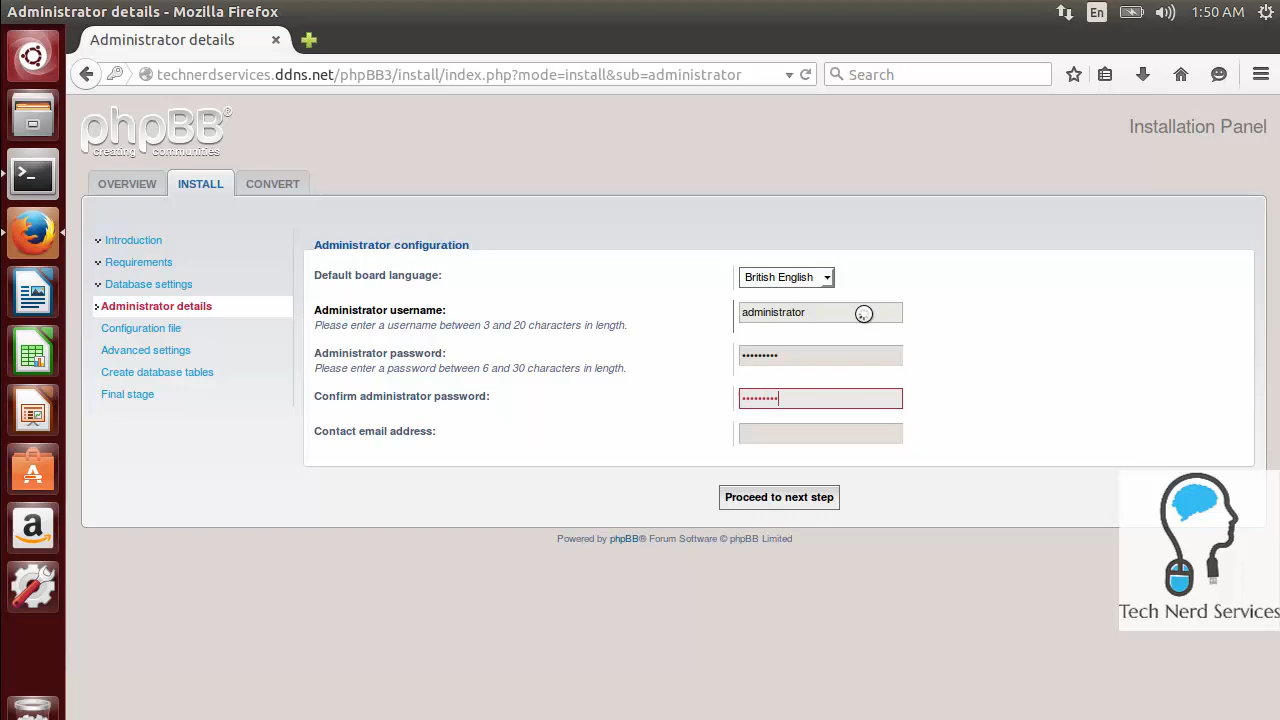 Administrator details - Mozilla Firefox
En
1:50 AM
Administrator details
technerdservices.ddns.net/phpBB3/install/index.php?mode=install&sub=administrator
Search
phpBB®
creating communities
Installation Panel
OVERVIEW
INSTALL
CONVERT
Introduction
Requirements
Database settings
Administrator details
Configuration file
Advanced settings
Create database tables
Final stage
Administrator configuration
Default board language:
British English
Administrator username:
administrator
Please enter a username between 3 and 20 characters in length.
Administrator password:
•••••••••
Please enter a password between 6 and 30 characters in length.
Confirm administrator password:
•••••••••
Contact email address:
Proceed to next step
Powered by phpBB® Forum Software © phpBB Limited
Tech Nerd Services